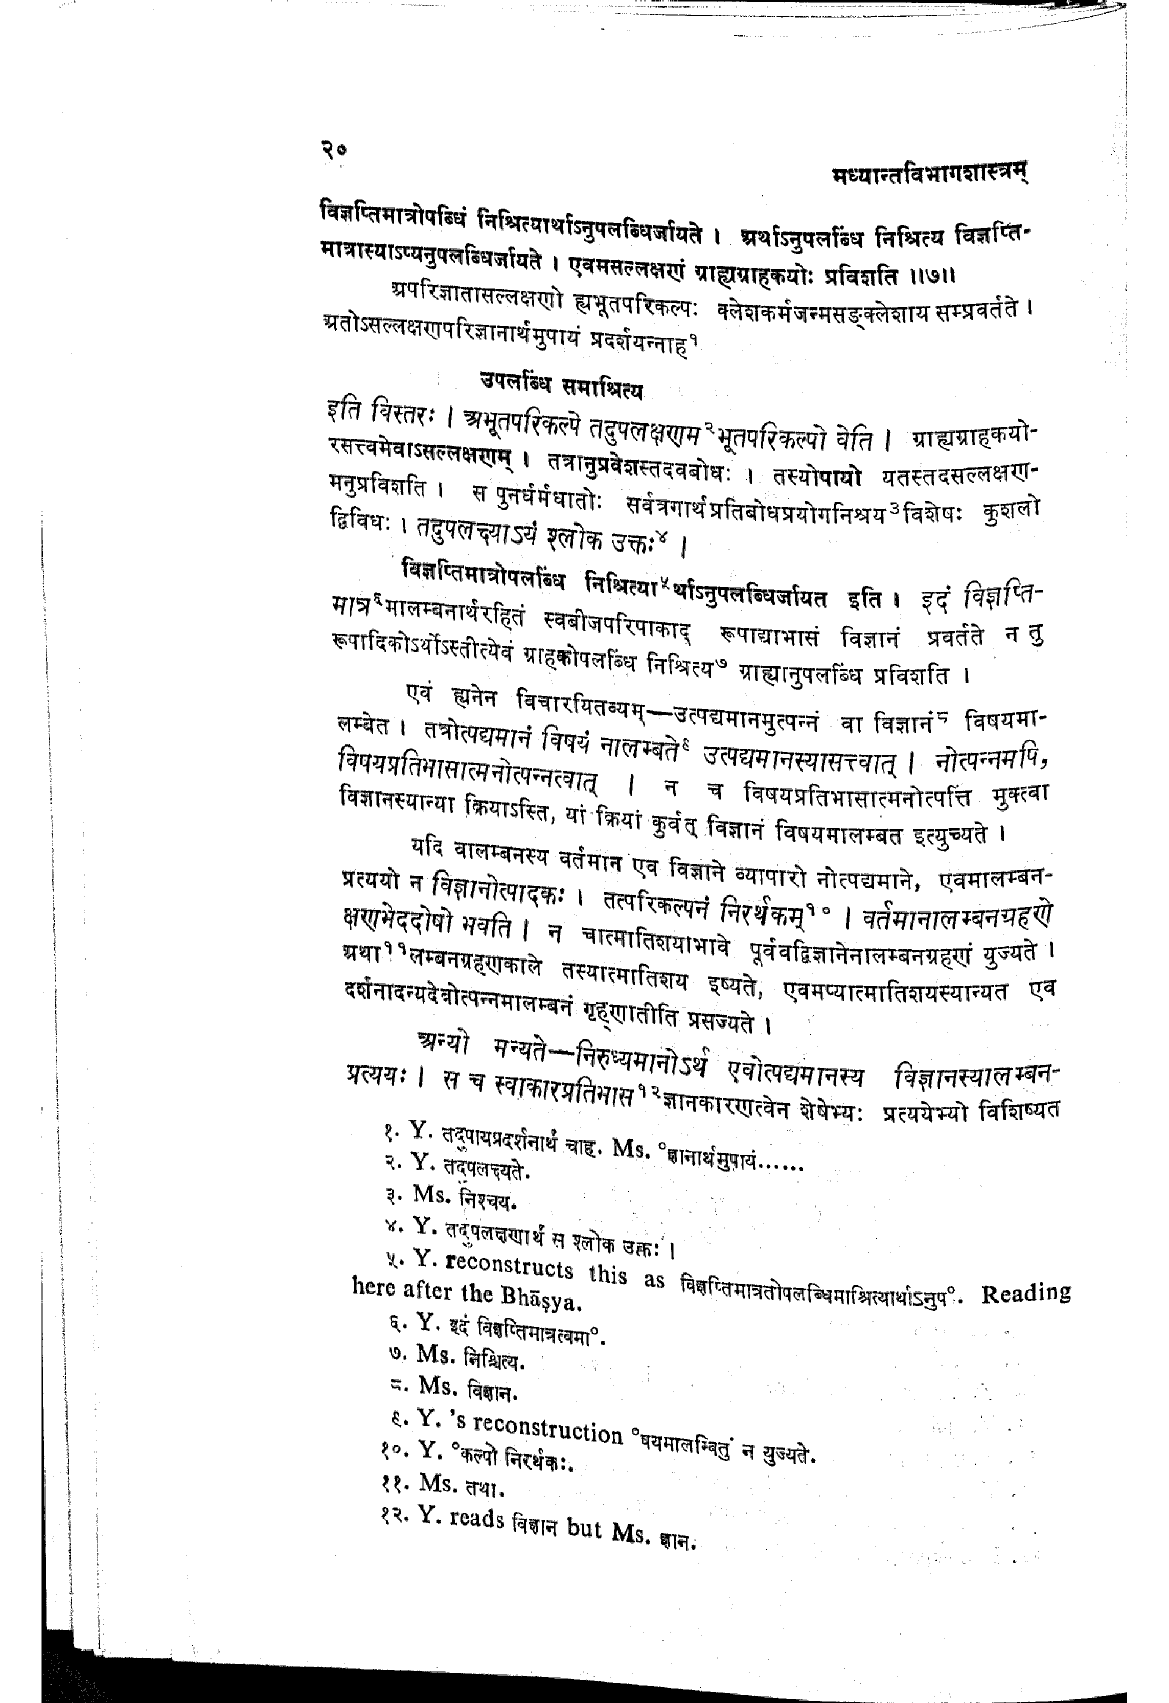 २०
मध्यान्तविभागशास्त्रम्
विज्ञप्तिमात्रोपब्धिं निश्रित्यार्थाऽनुपलब्धिर्जायते । अर्थाऽनुपलब्धिं निश्रित्य विज्ञप्ति-
मात्रास्याऽप्यनुपलब्धिर्जायते । एवमसल्लक्षणं ग्राह्यग्राहकयोः प्रविशति ॥७॥
अपरिज्ञातासल्लक्षणो ह्यभूतपरिकल्पः क्लेशकर्मजन्मसङ्क्लेशाय सम्प्रवर्तते ।
अतोऽसल्लक्षणपरिज्ञानार्थमुपायं प्रदर्शयन्नाह१
उपलब्धिं समाश्रित्य
इति विस्तरः । अभूतपरिकल्पे तदुपलक्षणम२भूतपरिकल्पो वेति । ग्राह्यग्राहकयो-
रसत्त्वमेवाऽसल्लक्षणम् । तत्रानुप्रवेशस्तदवबोधः । तस्योपायो यतस्तदसल्लक्षण-
मनुप्रविशति । स पुनर्धर्मधातोः सर्वत्रगार्थप्रतिबोधप्रयोगनिश्रय३विशेषः कुशलो
द्विविधः । तदुपलक्ष्याऽयं श्लोक उक्तः४ ।
विज्ञप्तिमात्रोपलब्धिं निश्रित्या५र्थाऽनुपलब्धिर्जायत इति । इदं विज्ञप्ति-
मात्र६मालम्बनार्थरहितं स्वबीजपरिपाकाद् रूपाद्याभासं विज्ञानं प्रवर्तते न तु
रूपादिकोऽर्थोऽस्तीत्येवं ग्राहकोपलब्धिं निश्रित्य७ ग्राह्यानुपलब्धिं प्रविशति ।
एवं ह्यनेन विचारयितव्यम्—उत्पद्यमानमुत्पन्नं वा विज्ञानं८ विषयमा-
लम्बेत । तत्रोत्पद्यमानं विषयं नालम्बते९ उत्पद्यमानस्यासत्त्वात् । नोत्पन्नमपि,
विषयप्रतिभासात्मनोत्पन्नत्वात् । न च विषयप्रतिभासात्मनोत्पत्तिं मुक्त्वा
विज्ञानस्यान्या क्रियाऽस्ति, यां क्रियां कुर्वत् विज्ञानं विषयमालम्बत इत्युच्यते ।
यदि वालम्बनस्य वर्तमान एव विज्ञाने व्यापारो नोत्पद्यमाने, एवमालम्बन-
प्रत्ययो न विज्ञानोत्पादकः । तत्परिकल्पनं निरर्थकम्१० । वर्तमानालम्बनग्रहणे
क्षणभेददोषो भवति । न चात्मातिशयाभावे पूर्ववद्विज्ञानेनालम्बनग्रहणं युज्यते ।
अथा११लम्बनग्रहणकाले तस्यात्मातिशय इष्यते, एवमप्यात्मातिशयस्यान्यत एव
दर्शनादन्यदेवोत्पन्नमालम्बनं गृह्णातीति प्रसज्यते ।
अन्यो मन्यते—निरुध्यमानोऽर्थ एवोत्पद्यमानस्य विज्ञानस्यालम्बन-
प्रत्ययः । स च स्वाकारप्रतिभास१२ज्ञानकारणत्वेन शेषेभ्यः प्रत्ययेभ्यो विशिष्यत
१. Y. तदुपायप्रदर्शनार्थं चाह. Ms. °ज्ञानार्थमुपायं......
२. Y. तदुपलक्ष्यते.
३. Ms. निश्चय.
४. Y. तदुपलक्षणार्थं स श्लोक उक्तः ।
५. Y. reconstructs this as विज्ञप्तिमात्रतोपलब्धिमाश्रित्यार्थाऽनुप°. Reading
here after the Bhāṣya.
६. Y. इदं विज्ञप्तिमात्रत्वमा°.
७. Ms. निश्चित्य.
८. Ms. विज्ञान.
९. Y. 's reconstruction °षयमालम्बितुं न युज्यते.
१०. Y. °कल्पो निरर्थकः.
११. Ms. तथा.
१२. Y. reads विज्ञान but Ms. ज्ञान.